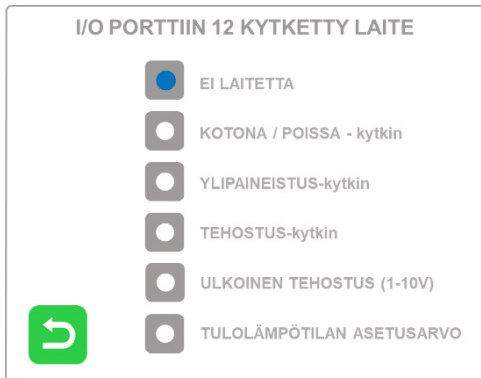 I/O PORTTIIN 12 KYTKETTY LAITE
EI LAITETTA
KOTONA / POISSA - kytkin
YLIPAINEISTUS-kytkin
TEHOSTUS-kytkin
ULKOINEN TEHOSTUS (1-10V)
TULOLÄMPÖTILAN ASETUSARVO